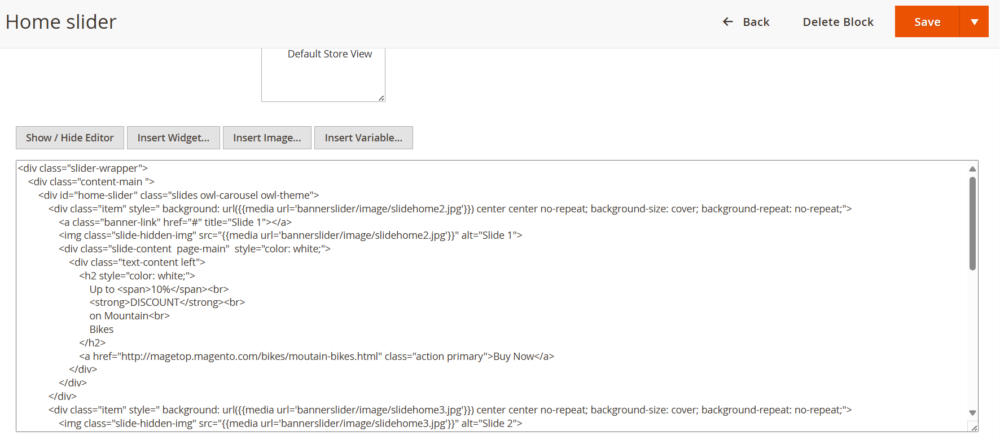 Home slider
Back
Delete Block
Save
Default Store View
Show / Hide Editor
Insert Widget...
Insert Image...
Insert Variable...
<div class="slider-wrapper">
<div class="content-main ">
<div id="home-slider" class="slides owl-carousel owl-theme">
<div class="item" style=" background: url({{media url='bannerslider/image/slidehome2.jpg'}}) center center no-repeat; background-size: cover; background-repeat: no-repeat;">
<a class="banner-link" href="#" title="Slide 1"></a>
<img class="slide-hidden-img" src="{{media url='bannerslider/image/slidehome2.jpg'}}" alt="Slide 1">
<div class="slide-content  page-main"  style="color: white;">
<div class="text-content left">
<h2 style="color: white;">
Up to <span>10%</span><br>
<strong>DISCOUNT</strong><br>
on Mountain<br>
Bikes
</h2>
<a href="http://magetop.magento.com/bikes/moutain-bikes.html" class="action primary">Buy Now</a>
</div>
</div>
</div>
<div class="item" style=" background: url({{media url='bannerslider/image/slidehome3.jpg'}}) center center no-repeat; background-size: cover; background-repeat: no-repeat;">
<img class="slide-hidden-img" src="{{media url='bannerslider/image/slidehome3.jpg'}}" alt="Slide 2">